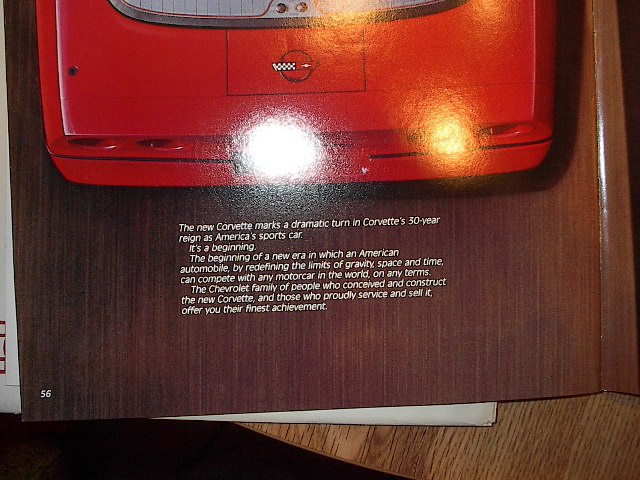 The new Corvette marks a dramatic turn in Corvette's 30-year
reign as America's sports car.
It's a beginning.
The beginning of a new era in which an American
automobile, by redefining the limits of gravity, space and time,
can compete with any motorcar in the world, on any terms.
The Chevrolet family of people who conceived and construct
the new Corvette, and those who proudly service and sell it,
offer you their finest achievement.
56